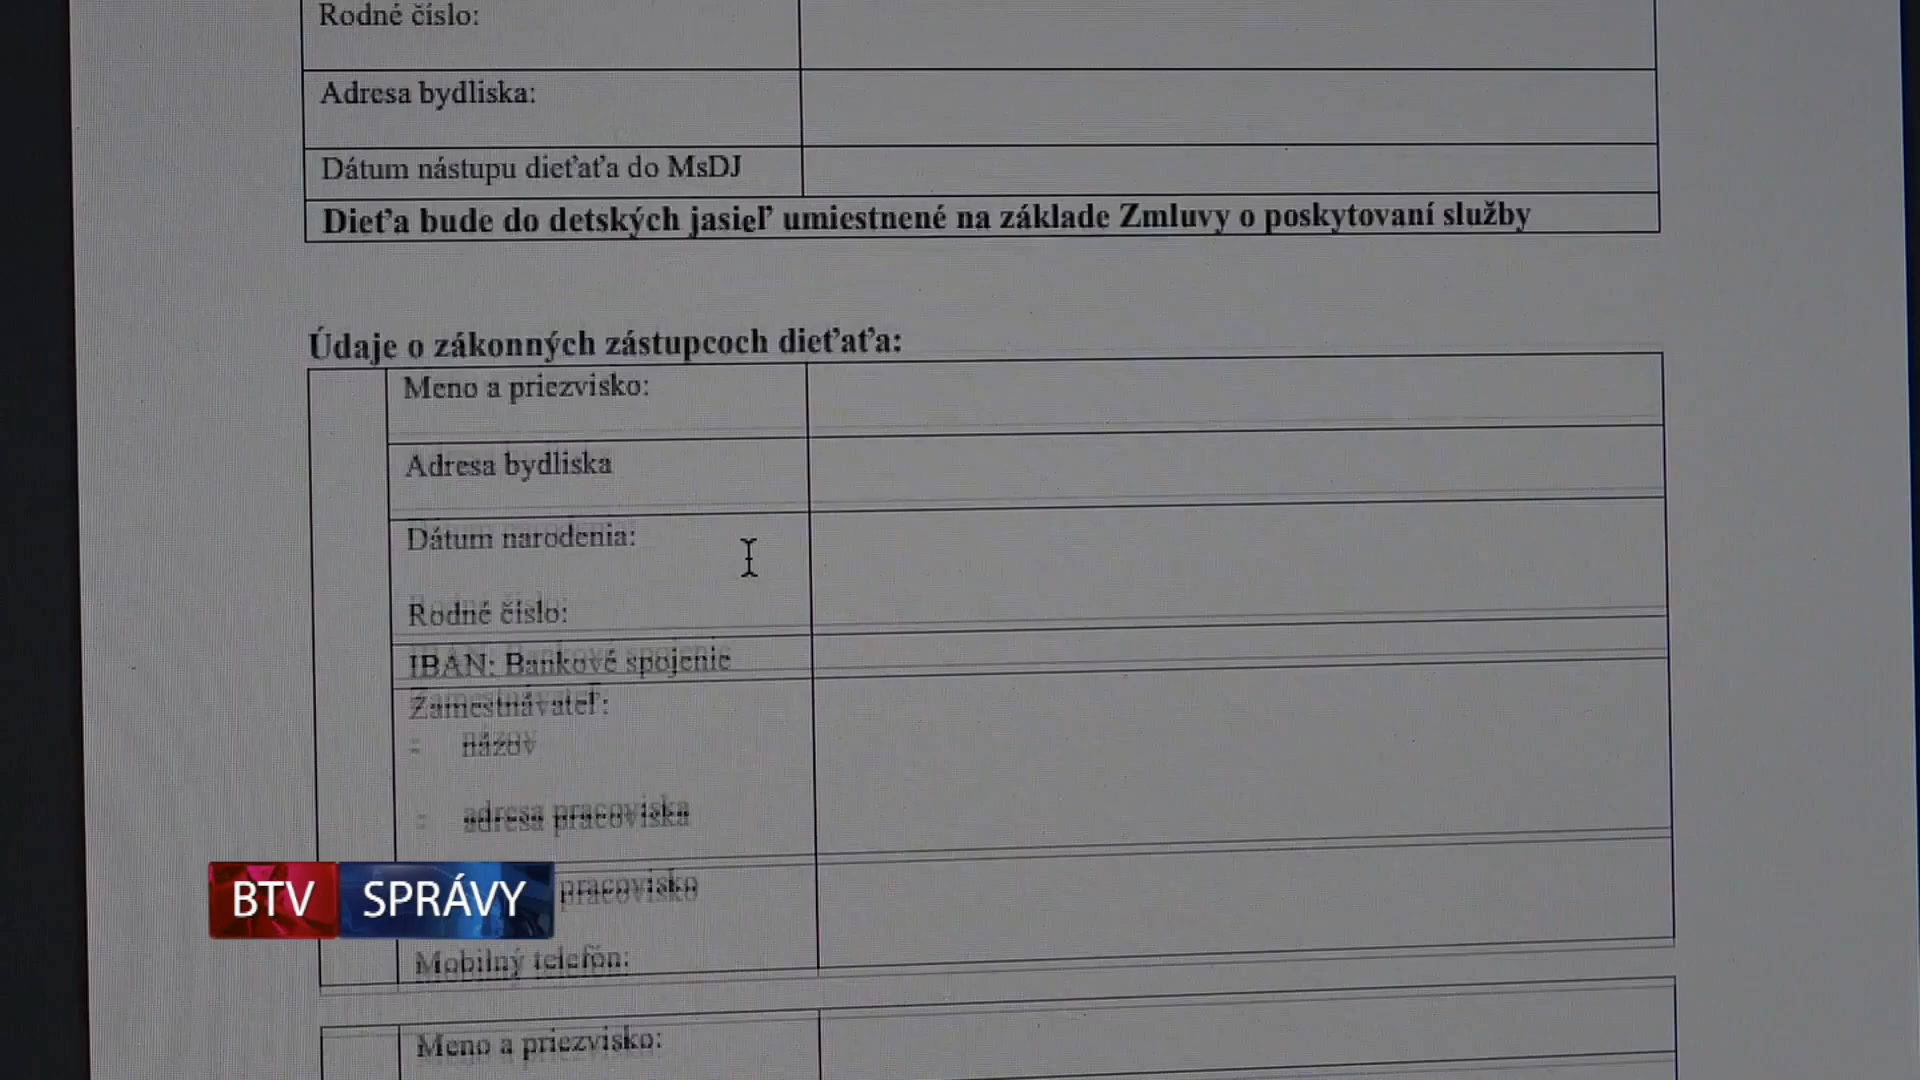 Rodné číslo:
Adresa bydliska:
Dátum nástupu dieťaťa do MsDJ
Dieťa bude do detských jasieľ umiestnené na základe Zmluvy o poskytovaní služby
Údaje o zákonných zástupcoch dieťaťa:
Meno a priezvisko:
Adresa bydliska
Dátum narodenia:
Rodné číslo:
IBAN: Bankové spojenie
Zamestnávateľ:
- názov
- adresa pracoviska
pracovisko
Mobilný telefón:
Meno a priezvisko:
BTV SPRÁVY